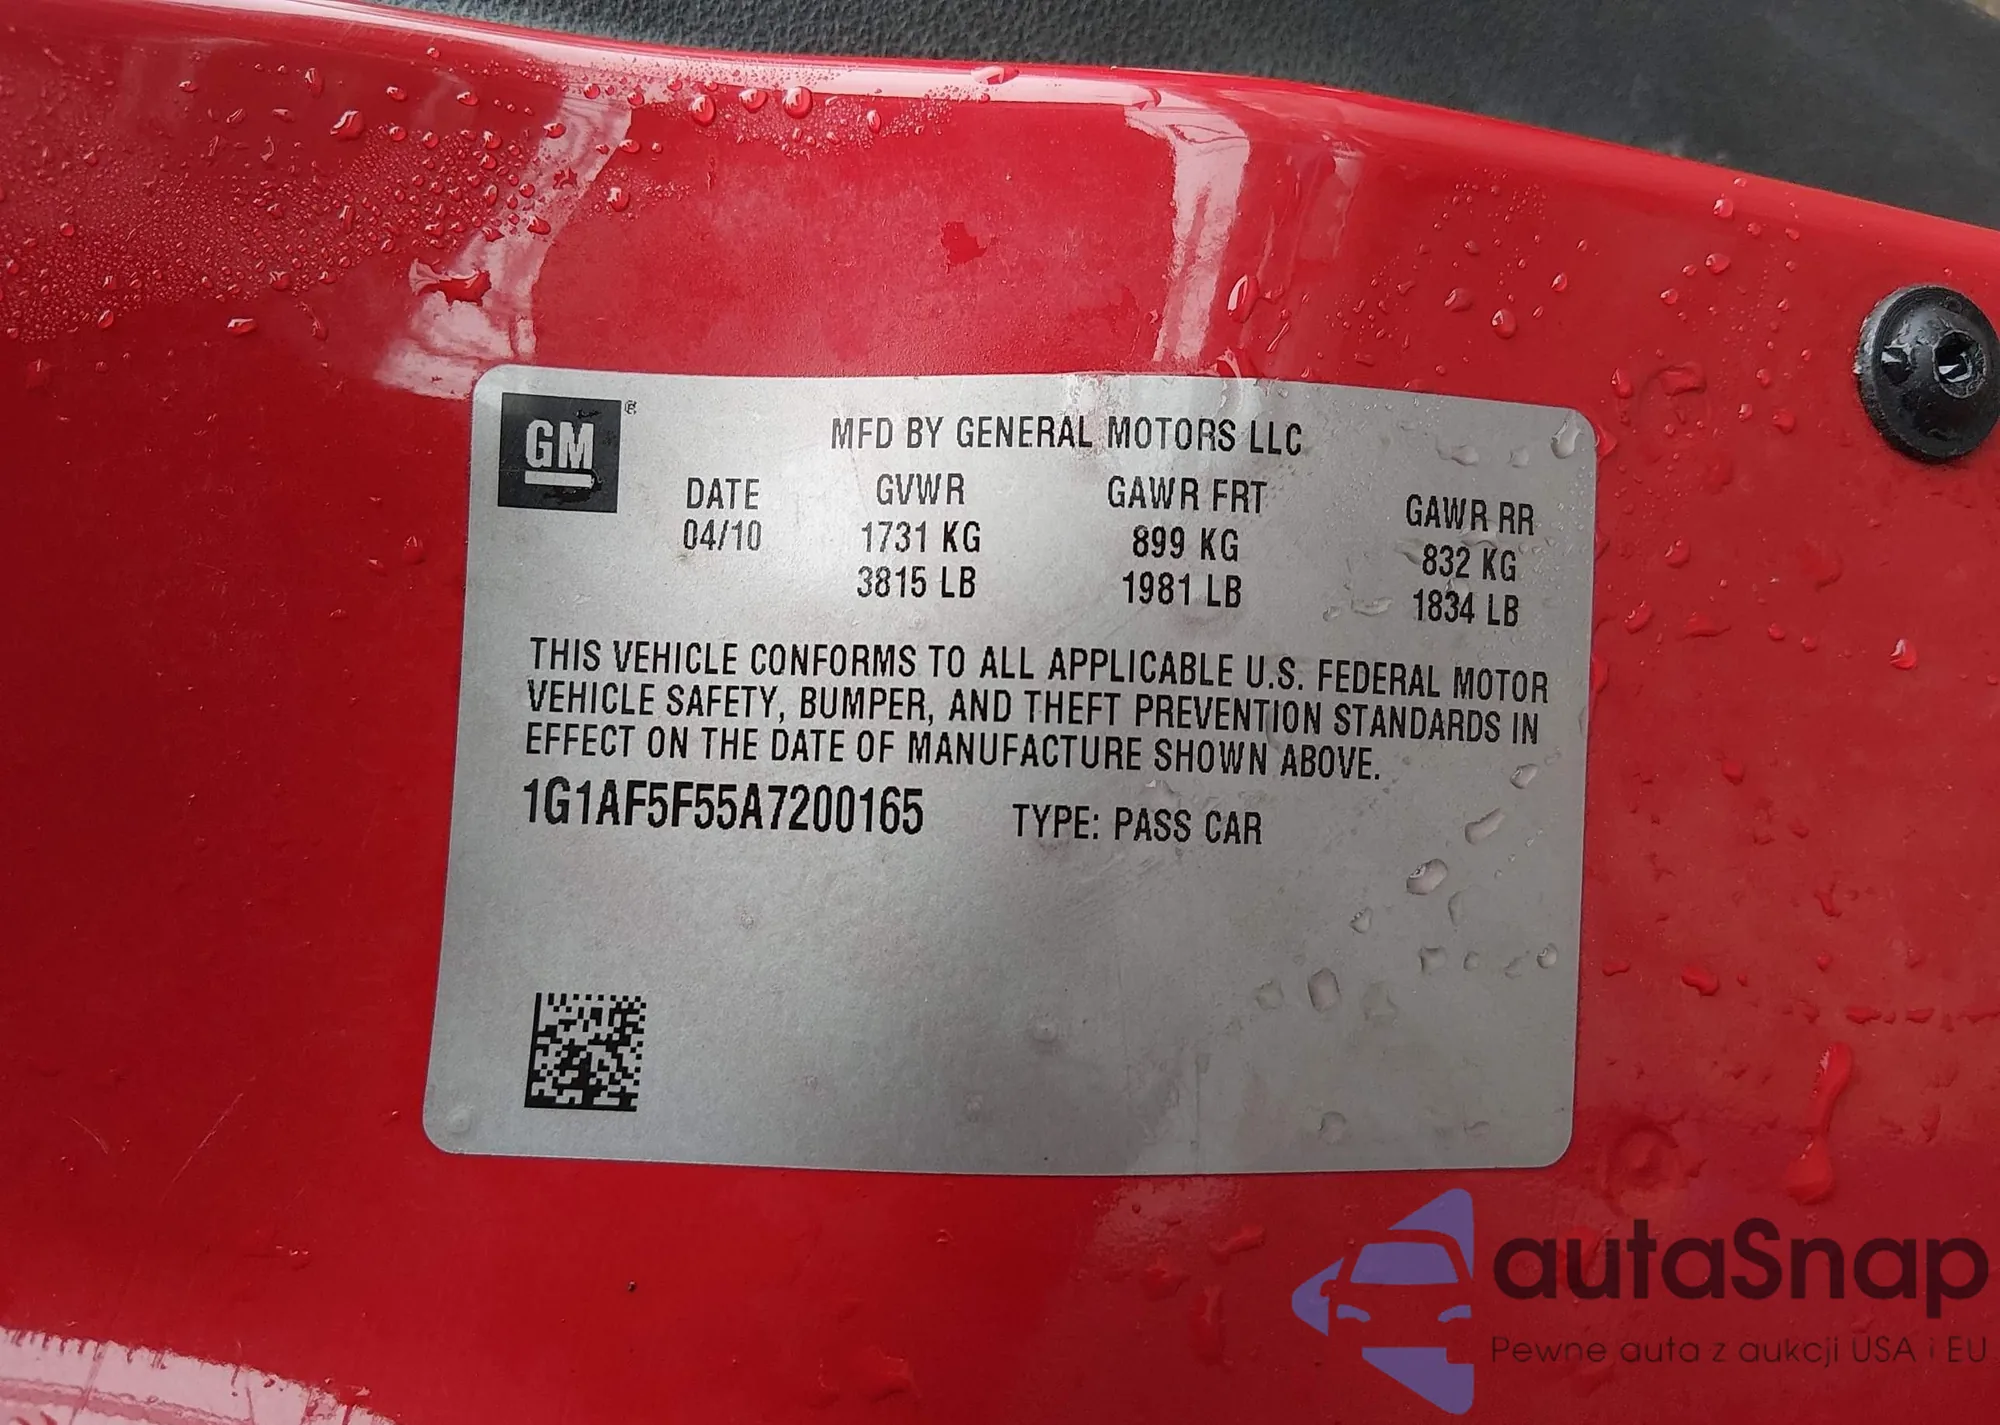 GM ®
MFD BY GENERAL MOTORS LLC
DATE GVWR GAWR FRT GAWR RR
04/10 1731 KG 899 KG 832 KG
3815 LB 1981 LB 1834 LB
THIS VEHICLE CONFORMS TO ALL APPLICABLE U.S. FEDERAL MOTOR
VEHICLE SAFETY, BUMPER, AND THEFT PREVENTION STANDARDS IN
EFFECT ON THE DATE OF MANUFACTURE SHOWN ABOVE.
1G1AF5F55A7200165 TYPE: PASS CAR
autaSnap
Pewne auta z aukcji USA i EU